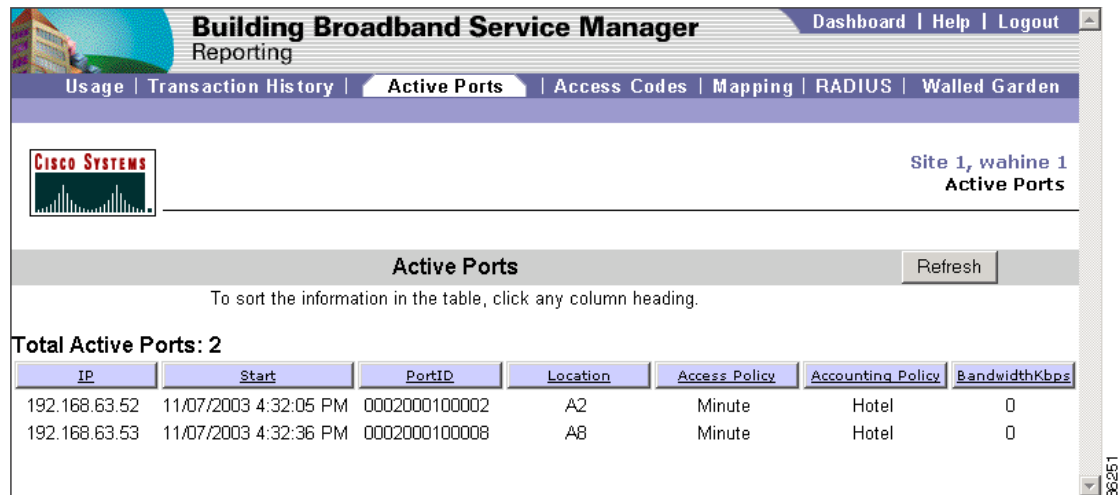 Building Broadband Service Manager
Dashboard | Help | Logout
Reporting
Usage | Transaction History | Active Ports | Access Codes | Mapping | RADIUS | Walled Garden
CISCO SYSTEMS
Site 1, wahine 1
Active Ports
Active Ports
Refresh
To sort the information in the table, click any column heading.
Total Active Ports: 2
IP Start PortID Location Access Policy Accounting Policy BandwidthKbps
192.168.63.52 11/07/2003 4:32:05 PM 0002000100002 A2 Minute Hotel 0
192.168.63.53 11/07/2003 4:32:36 PM 0002000100008 A8 Minute Hotel 0